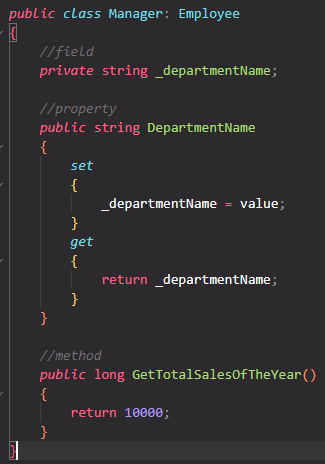 public class Manager: Employee
{
//field
private string _departmentName;
//property
public string DepartmentName
{
set
{
_departmentName = value;
}
get
{
return _departmentName;
}
}
//method
public long GetTotalSalesOfTheYear()
{
return 10000;
}
}